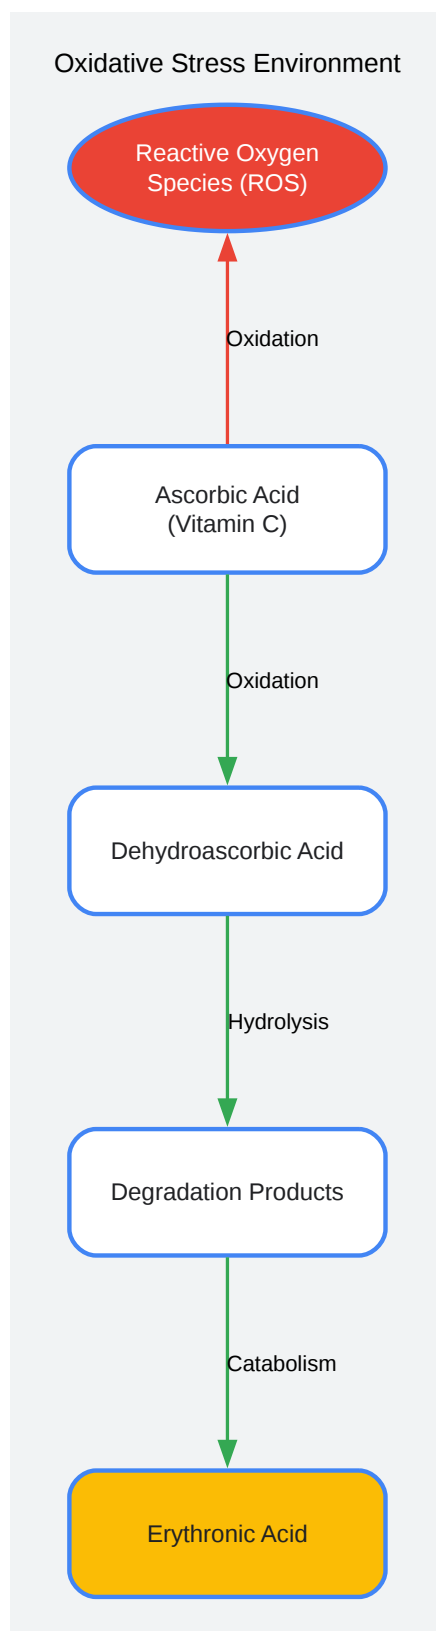 Oxidative Stress Environment
Reactive Oxygen
Species (ROS)
Oxidation
Ascorbic Acid
(Vitamin C)
Oxidation
Dehydroascorbic Acid
Hydrolysis
Degradation Products
Catabolism
Erythronic Acid